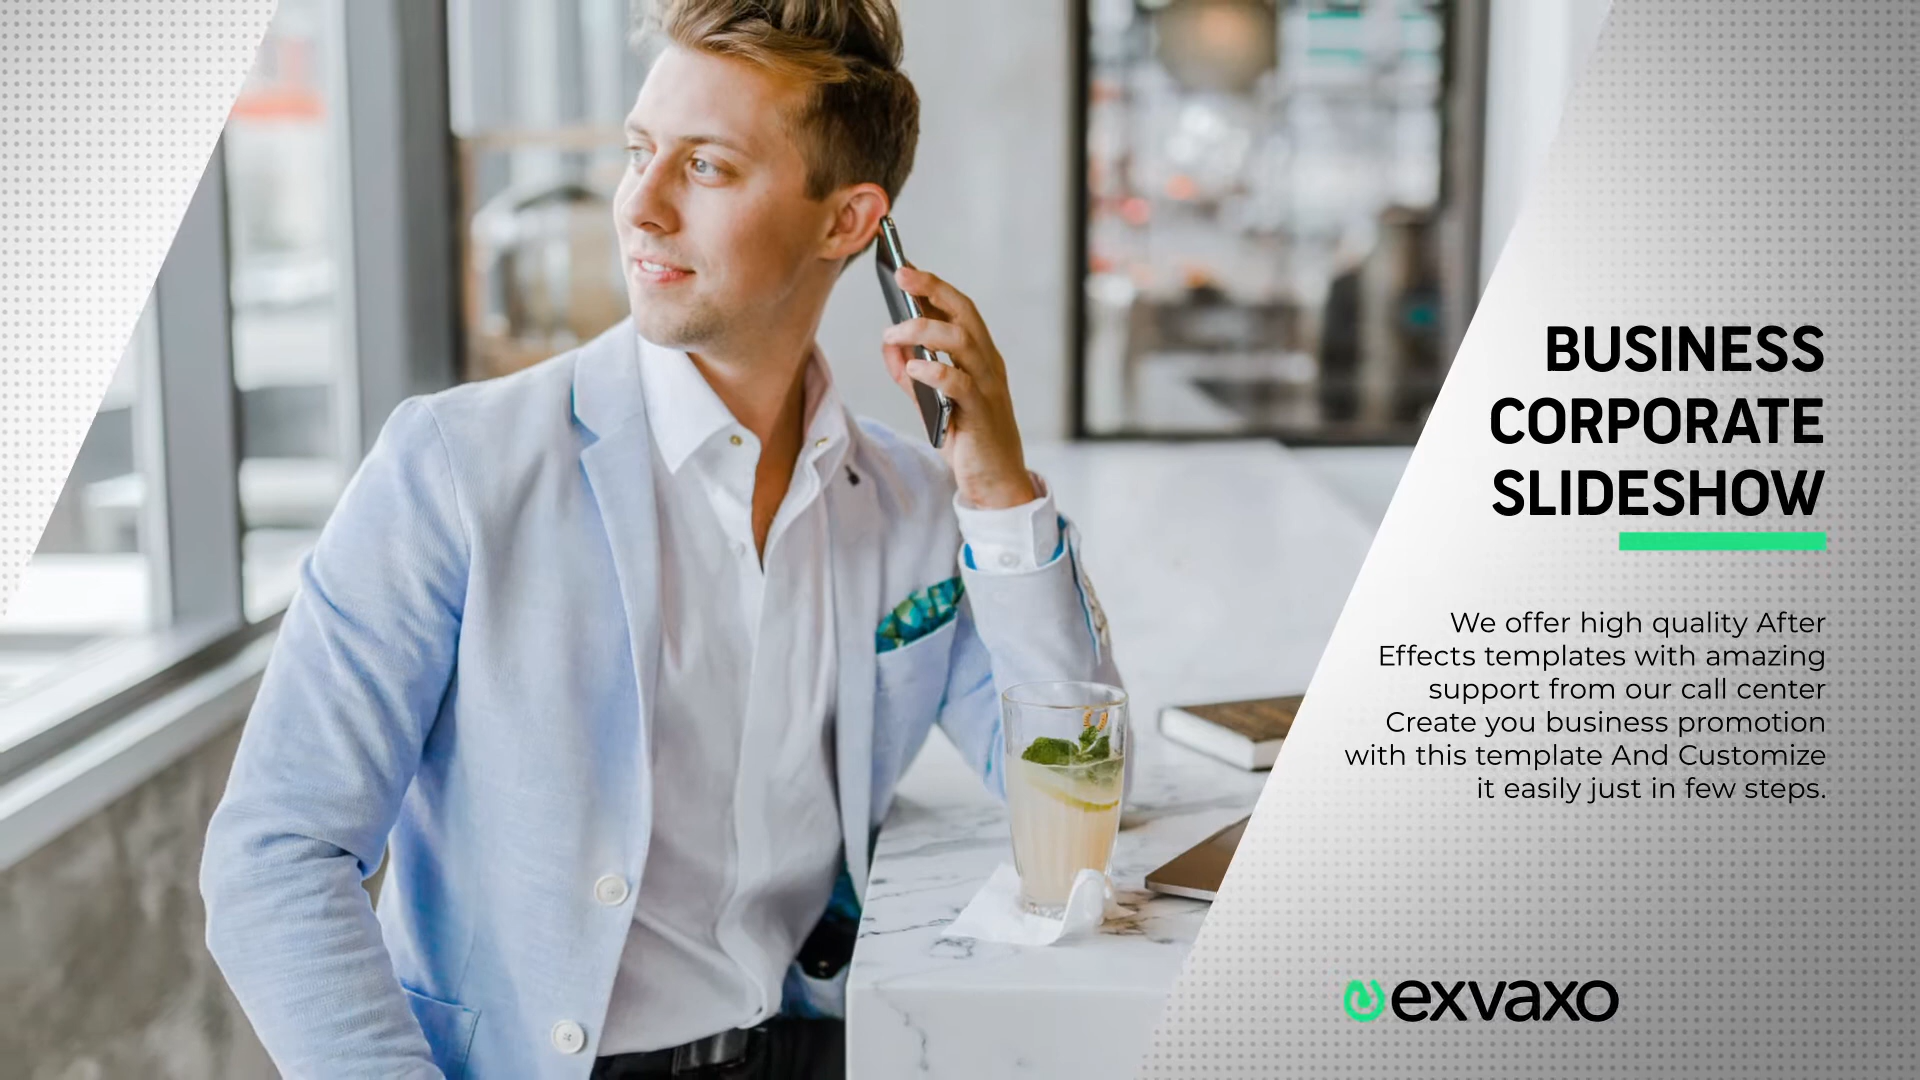 BUSINESS
CORPORATE
SLIDESHOW
We offer high quality After
Effects templates with amazing
support from our call center
Create you business promotion
with this template And Customize
it easily just in few steps.
exvaxo